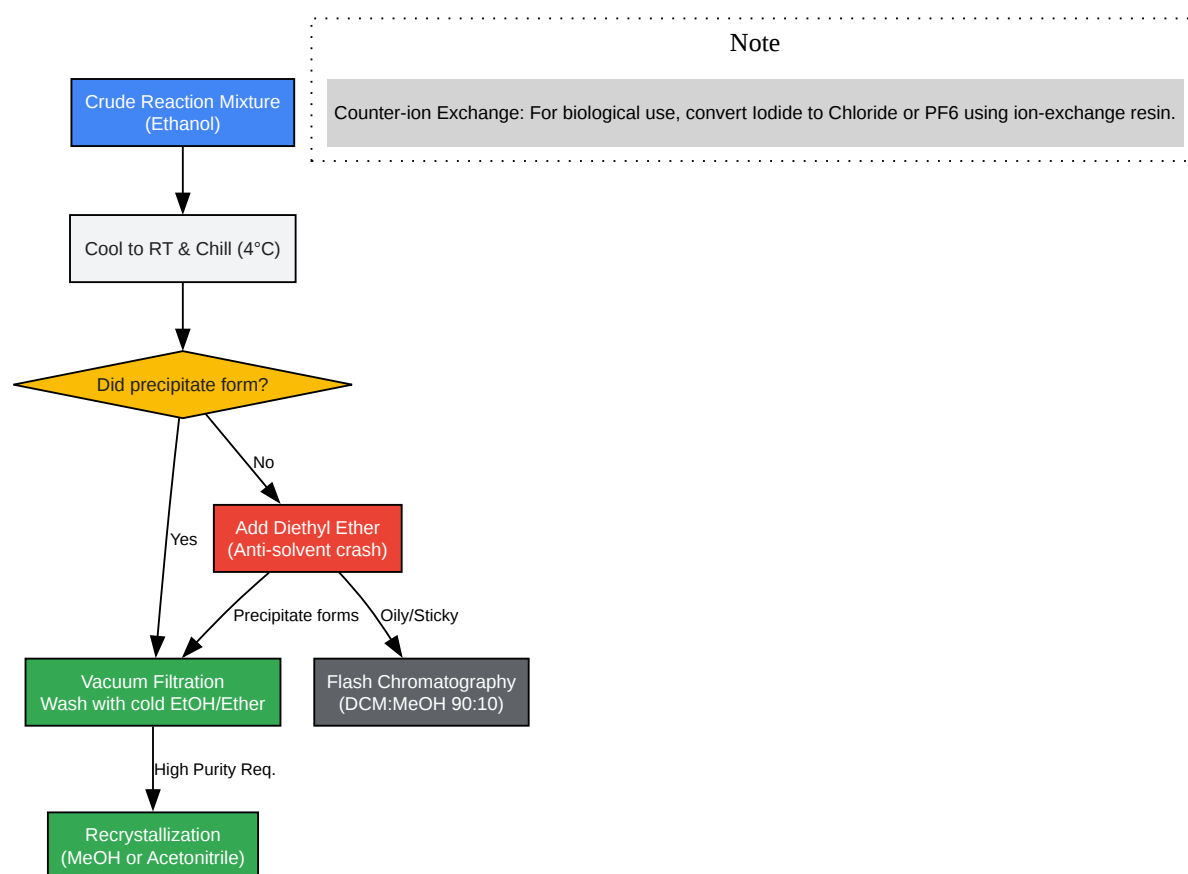 Note
Counter-ion Exchange: For biological use, convert Iodide to Chloride or PF6 using ion-exchange resin.
Crude Reaction Mixture
(Ethanol)
Cool to RT & Chill (4°C)
Did precipitate form?
No
Yes
Add Diethyl Ether
(Anti-solvent crash)
Precipitate forms
Oily/Sticky
Vacuum Filtration
Wash with cold EtOH/Ether
Flash Chromatography
(DCM:MeOH 90:10)
High Purity Req.
Recrystallization
(MeOH or Acetonitrile)